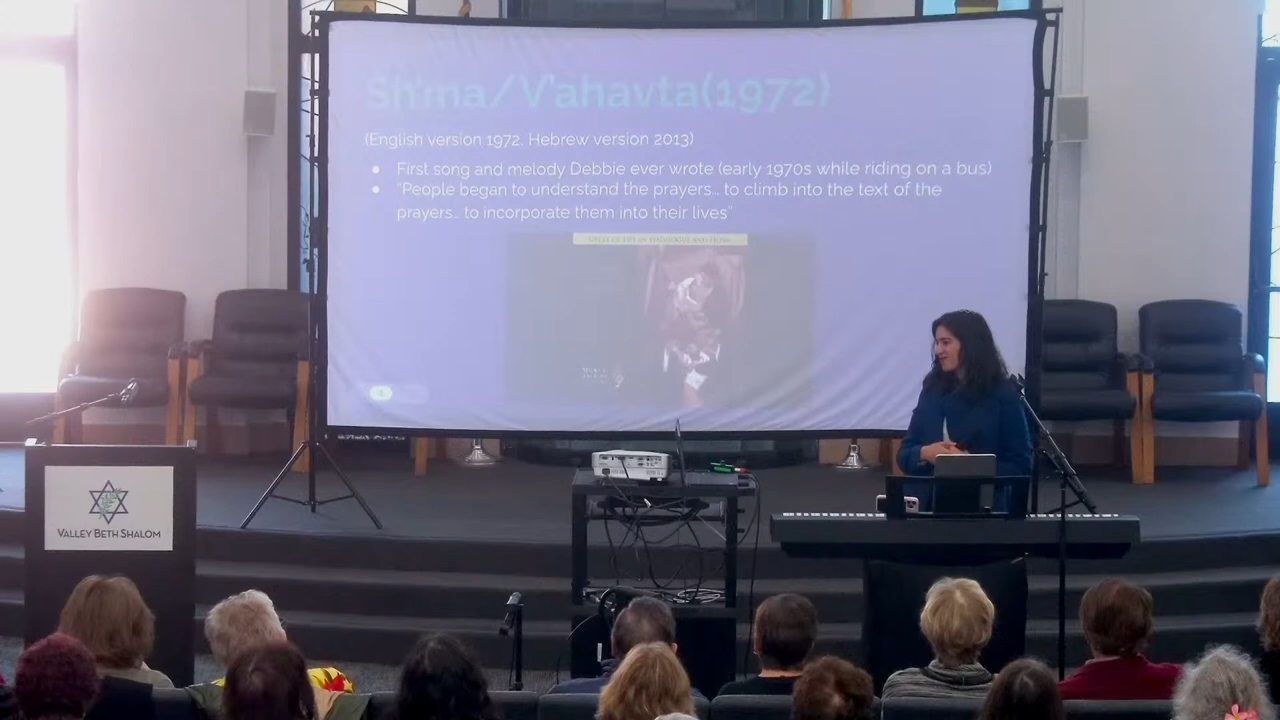 Sh'ma/V'ahavta(1972)
(English version 1972. Hebrew version 2013)
First song and melody Debbie ever wrote (early 1970s while riding on a bus)
"People began to understand the prayers… to climb into the text of the
prayers… to incorporate them into their lives"
VALLEY BETH SHALOM